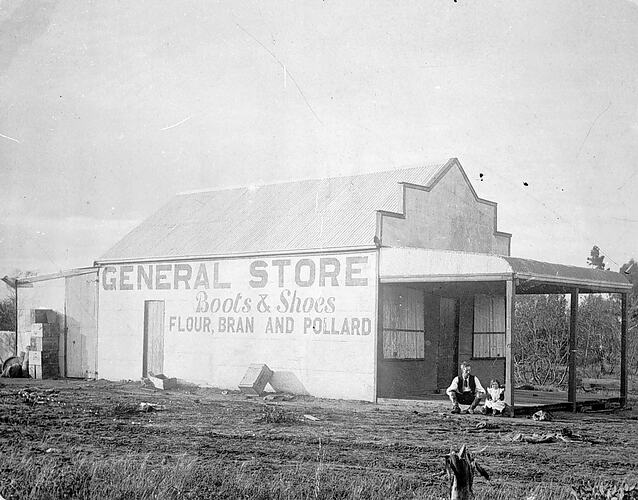 GENERAL STORE
Boots & Shoes
FLOUR, BRAN AND POLLARD